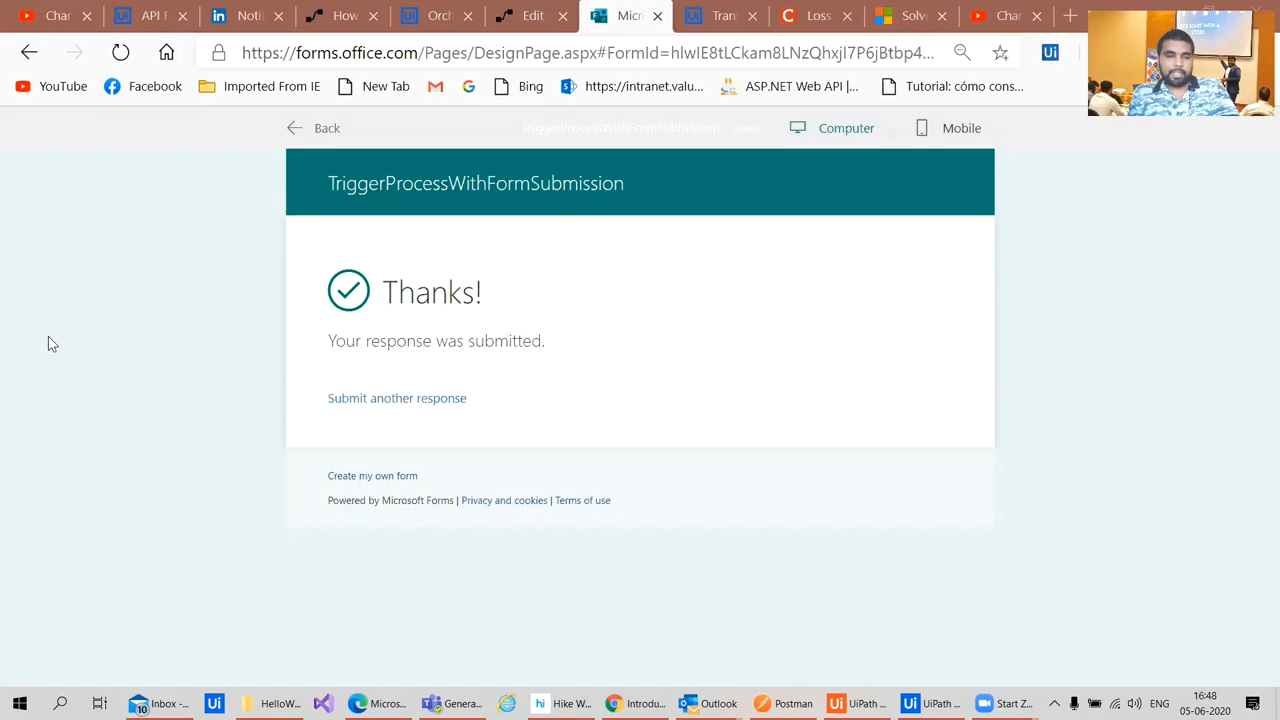 Char
API F
Noti
How
Orch
Edit
Micr
Tran
Loss
Solv
Char
https://forms.office.com/Pages/DesignPage.aspx#FormId=hlwIE8tLCkam8LNzQhxjI7P6jBtbp4...
YouTube
Facebook
Imported From IE
New Tab
Bing
https://intranet.valu...
ASP.NET Web API |...
Tutorial: cómo cons...
Back
TriggerProcessWithFormSubmission
Saved
Computer
Mobile
TriggerProcessWithFormSubmission
Thanks!
Your response was submitted.
Submit another response
Create my own form
Powered by Microsoft Forms | Privacy and cookies | Terms of use
Inbox -...
HelloW...
Micros...
Genera...
Hike W...
Introdu...
Outlook
Postman
UiPath ...
UiPath ...
Start Z...
ENG
16:48
05-06-2020